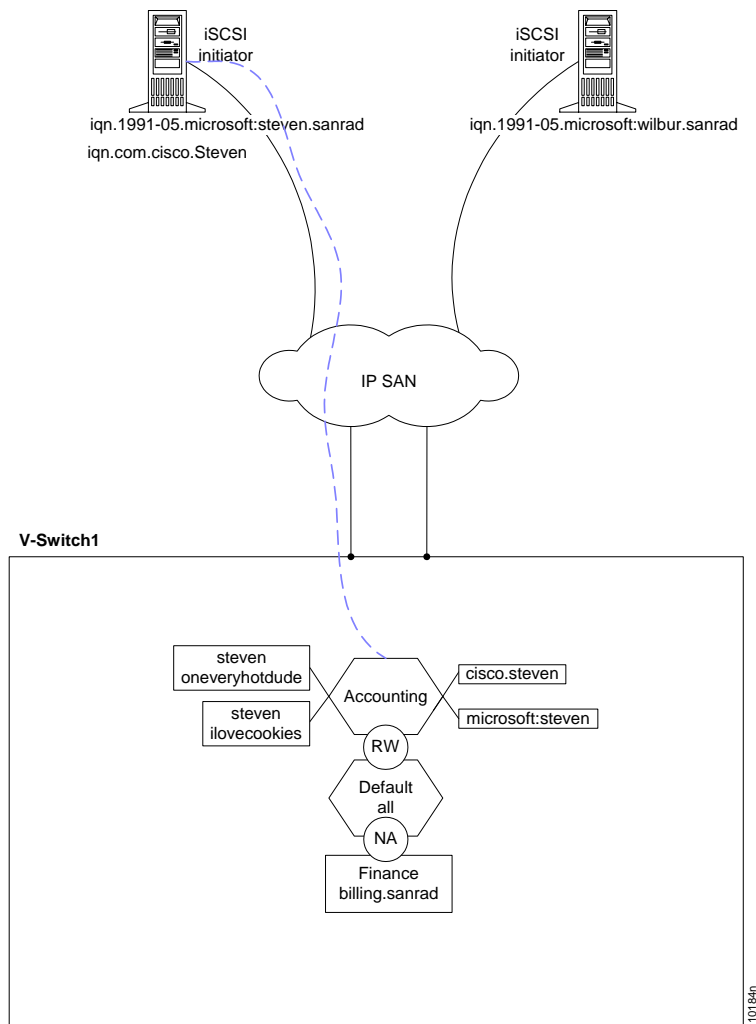 iSCSI
initiator
iSCSI
initiator
iqn.1991-05.microsoft:steven.sanrad
iqn.1991-05.microsoft:wilbur.sanrad
iqn.com.cisco.Steven
IP SAN
V-Switch1
steven
oneveryhotdude
steven
ilovecookies
Accounting
cisco.steven
microsoft:steven
RW
Default
all
NA
Finance
billing.sanrad
10184n